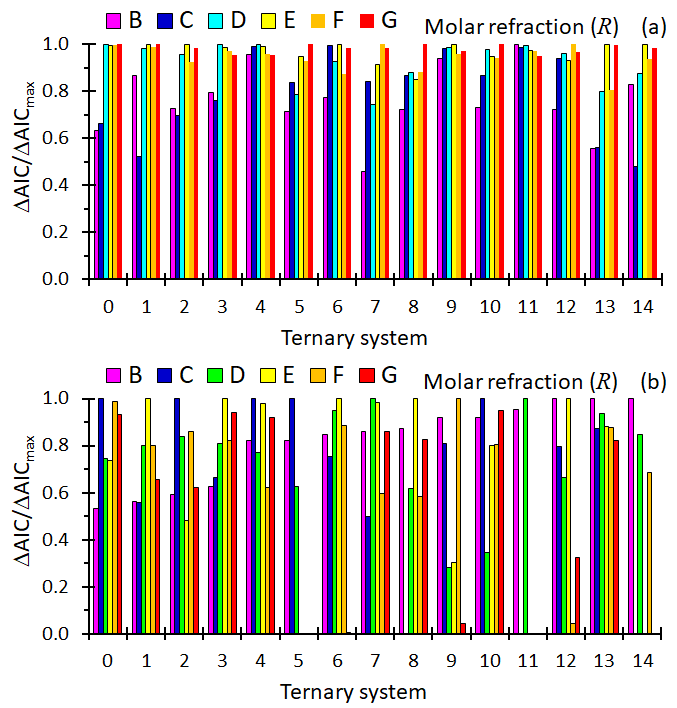 B C D E F G Molar refraction (R) (a)
1.0
0.8
0.6
0.4
0.2
0.0
ΔAIC/ΔAICmax
0 1 2 3 4 5 6 7 8 9 10 11 12 13 14
Ternary system
B C D E F G
Molar refraction (R) (b)
1.0
0.8
0.6
0.4
0.2
0.0
ΔAIC/ΔAICmax
0 1 2 3 4 5 6 7 8 9 10 11 12 13 14
Ternary system